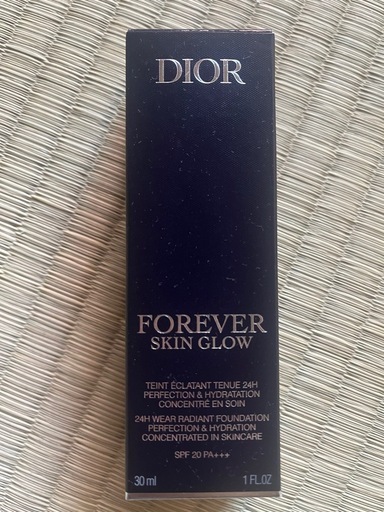 DIOR
FOREVER
SKIN GLOW
TEINT ÉCLATANT TENUE 24H
PERFECTION & HYDRATATION
CONCENTRÉ EN SOIN
24H WEAR RADIANT FOUNDATION
PERFECTION & HYDRATION
CONCENTRATED IN SKINCARE
SPF 20 PA+++
30 ml 1 FL.OZ